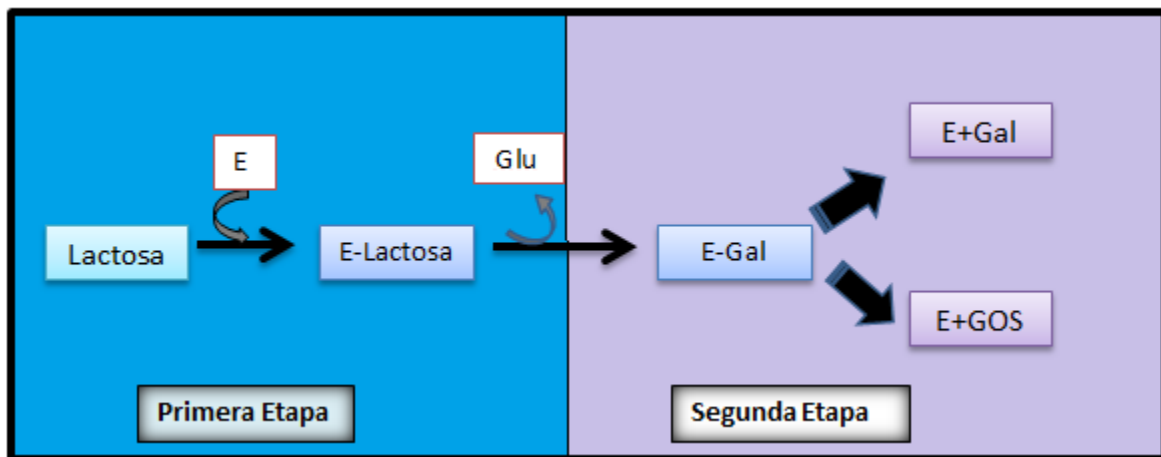 E
Glu
E+Gal
Lactosa
E-Lactosa
E-Gal
E+GOS
Primera Etapa
Segunda Etapa